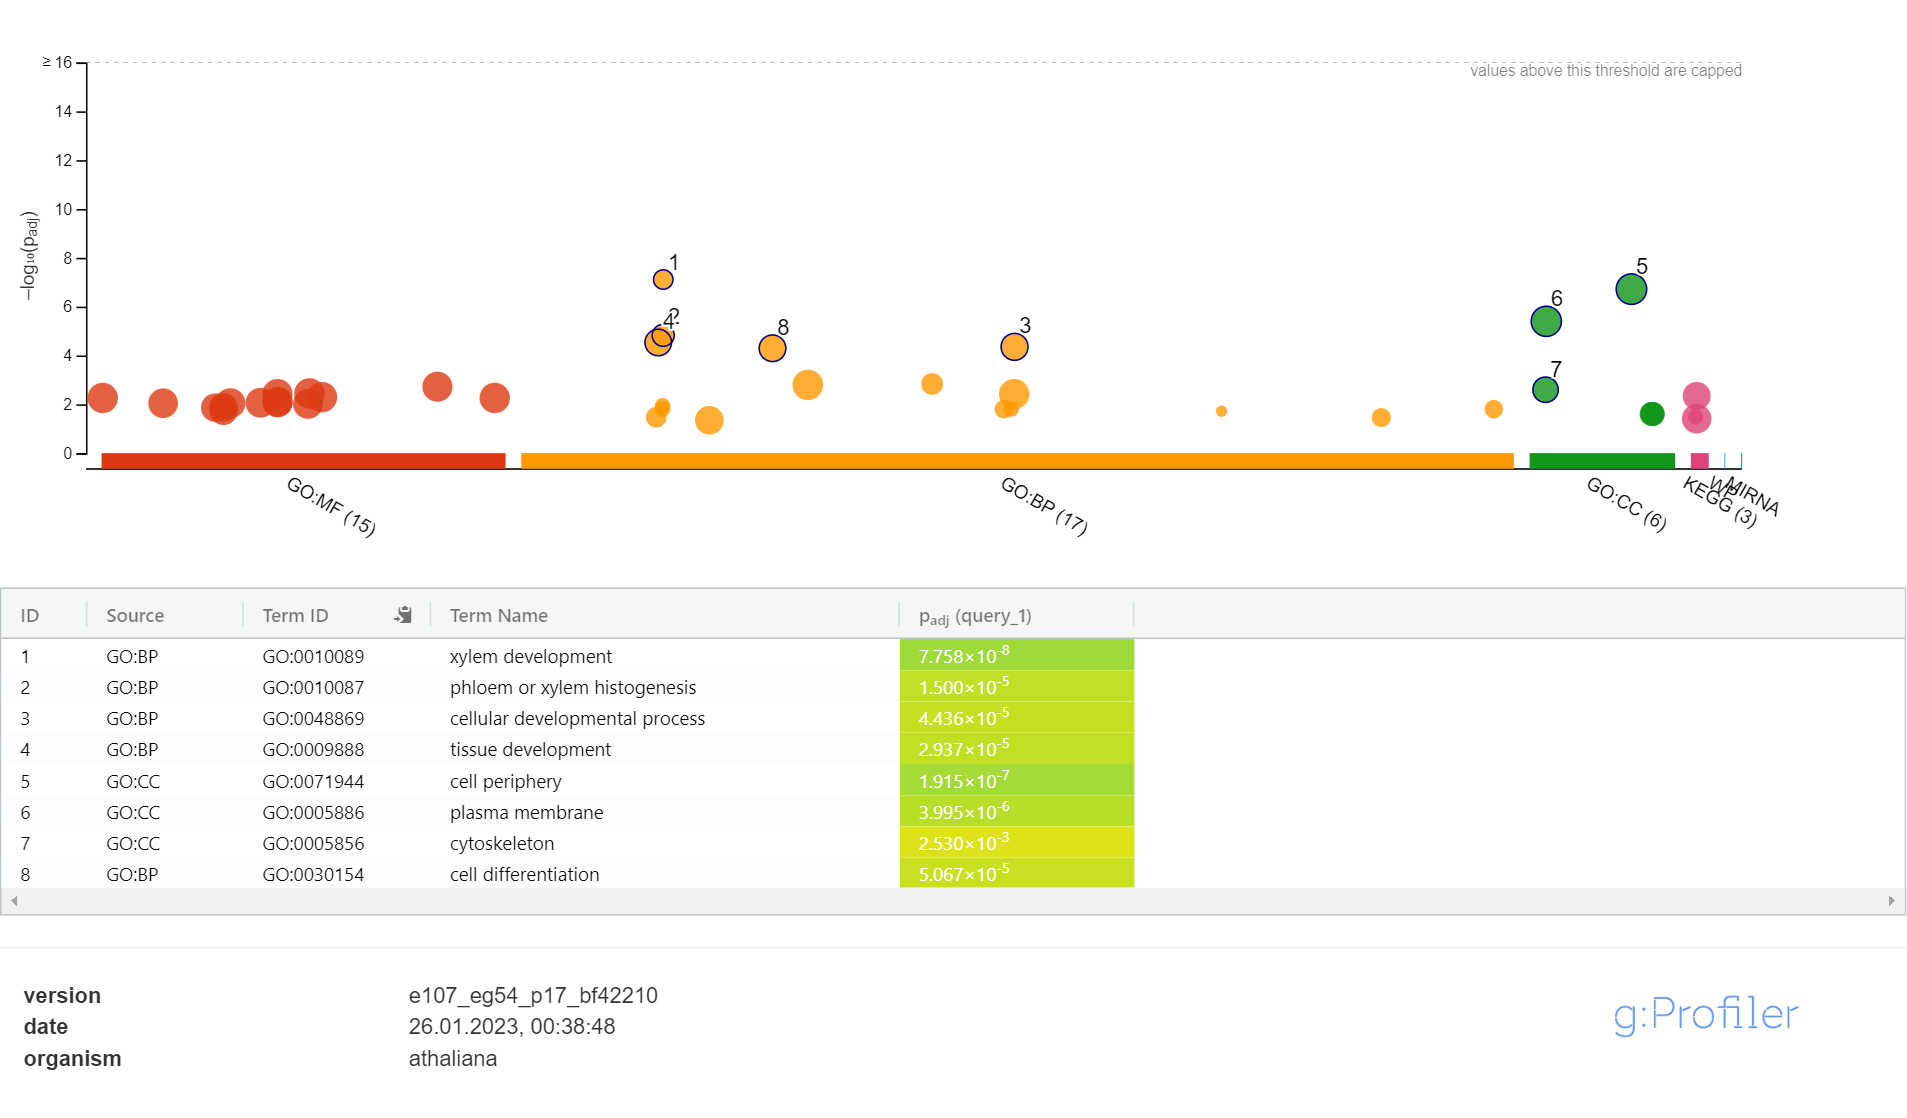 ≥ 16
values above this threshold are capped
14
12
10
8
6
4
2
0
–log₁₀(padj)
1
2
4
8
3
5
6
7
GO:MF (15)
GO:BP (17)
GO:CC (6)
KEGG (3)
WP
MIRNA
ID Source Term ID Term Name padj (query_1)
1 GO:BP GO:0010089 xylem development 7.758×10⁻⁸
2 GO:BP GO:0010087 phloem or xylem histogenesis 1.500×10⁻⁵
3 GO:BP GO:0048869 cellular developmental process 4.436×10⁻⁵
4 GO:BP GO:0009888 tissue development 2.937×10⁻⁵
5 GO:CC GO:0071944 cell periphery 1.915×10⁻⁷
6 GO:CC GO:0005886 plasma membrane 3.995×10⁻⁶
7 GO:CC GO:0005856 cytoskeleton 2.530×10⁻³
8 GO:BP GO:0030154 cell differentiation 5.067×10⁻⁵
version e107_eg54_p17_bf42210
date 26.01.2023, 00:38:48
organism athaliana
g:Profiler